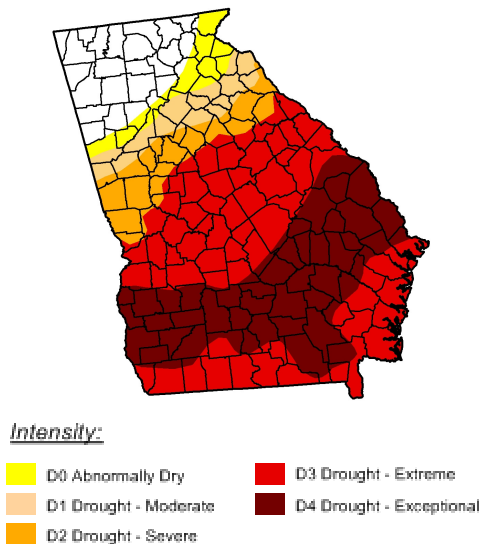 Intensity:
D0 Abnormally Dry
D1 Drought - Moderate
D2 Drought - Severe
D3 Drought - Extreme
D4 Drought - Exceptional